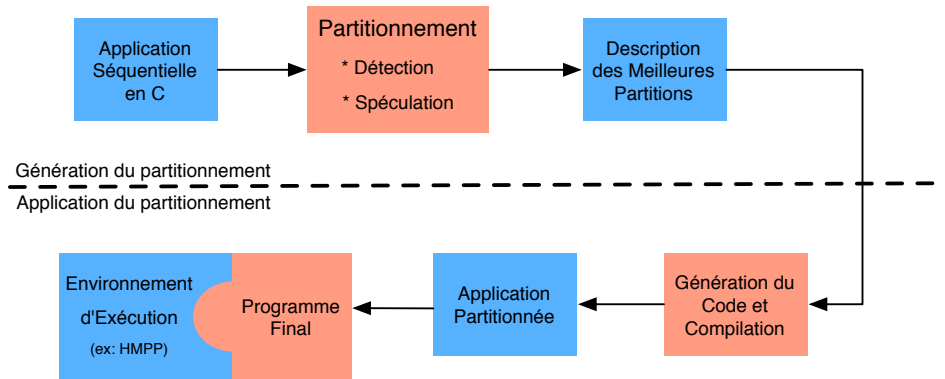 Application
Séquentielle
en C
Partitionnement
* Détection
* Spéculation
Description
des Meilleures
Partitions
Génération du partitionnement
Application du partitionnement
Environnement
d'Exécution
(ex: HMPP)
Programme
Final
Application
Partitionnée
Génération du
Code et
Compilation